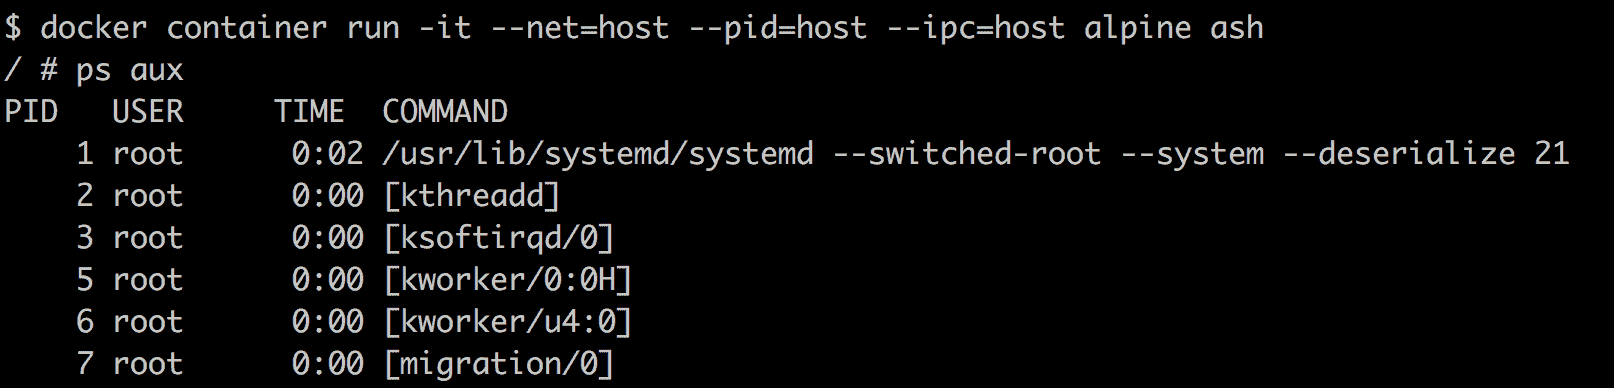 $ docker container run -it --net=host --pid=host --ipc=host alpine ash
/ # ps aux
PID   USER     TIME  COMMAND
    1 root      0:02 /usr/lib/systemd/systemd --switched-root --system --deserialize 21
    2 root      0:00 [kthreadd]
    3 root      0:00 [ksoftirqd/0]
    5 root      0:00 [kworker/0:0H]
    6 root      0:00 [kworker/u4:0]
    7 root      0:00 [migration/0]